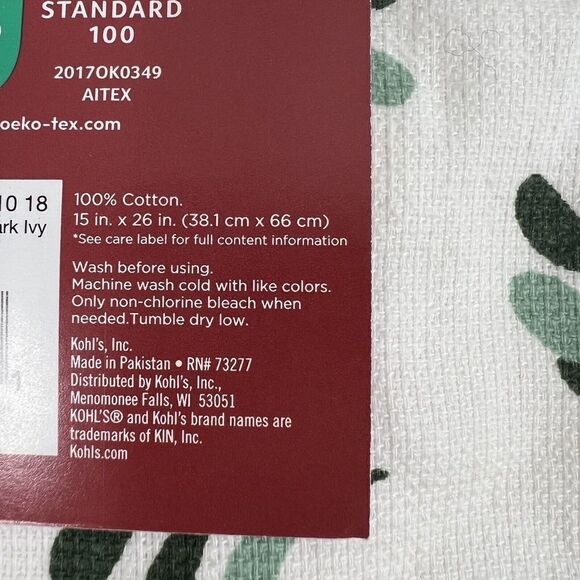 STANDARD
100
2017OK0349
AITEX
oeko-tex.com
10 18
ark Ivy
100% Cotton.
15 in. x 26 in. (38.1 cm x 66 cm)
*See care label for full content information
Wash before using.
Machine wash cold with like colors.
Only non-chlorine bleach when
needed.Tumble dry low.
Kohl's, Inc.
Made in Pakistan • RN# 73277
Distributed by Kohl's, Inc.,
Menomonee Falls, WI 53051
KOHL'S® and Kohl's brand names are
trademarks of KIN, Inc.
Kohls.com